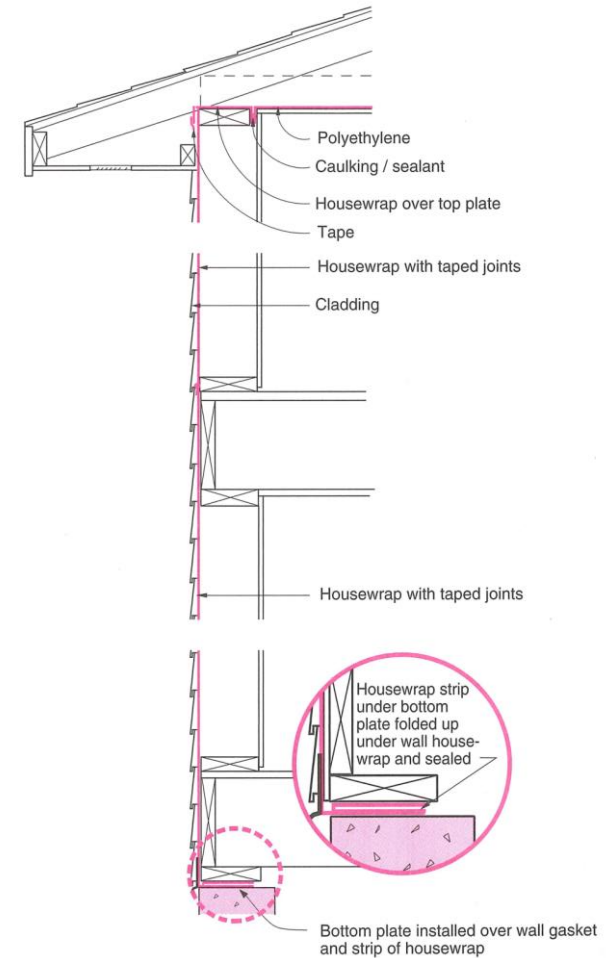 Polyethylene
Caulking / sealant
Housewrap over top plate
Tape
Housewrap with taped joints
Cladding
Housewrap with taped joints
Housewrap strip
under bottom
plate folded up
under wall house-
wrap and sealed
Bottom plate installed over wall gasket
and strip of housewrap